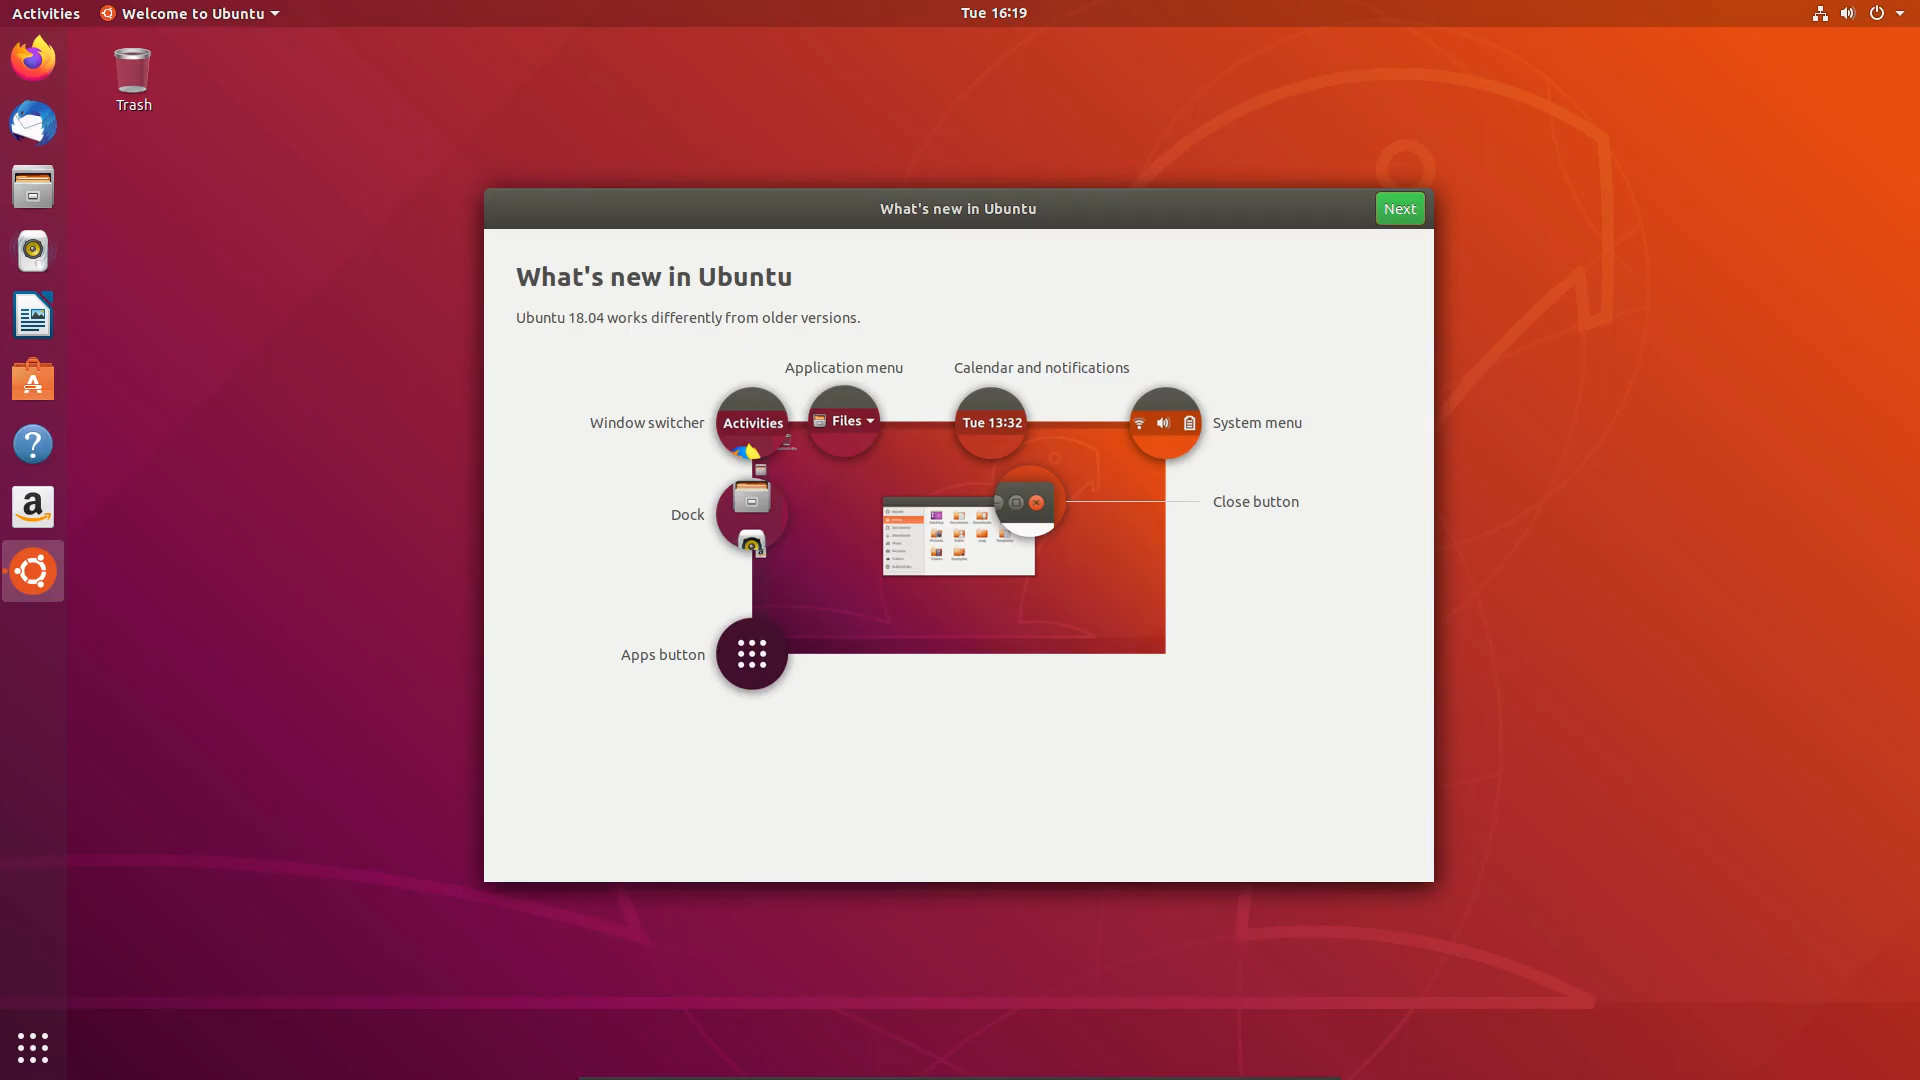 Activities Welcome to Ubuntu Tue 16:19
Trash
What's new in Ubuntu Next
What's new in Ubuntu
Ubuntu 18.04 works differently from older versions.
Application menu Calendar and notifications
Window switcher Activities Files Tue 13:32 System menu
Close button
Dock
Apps button